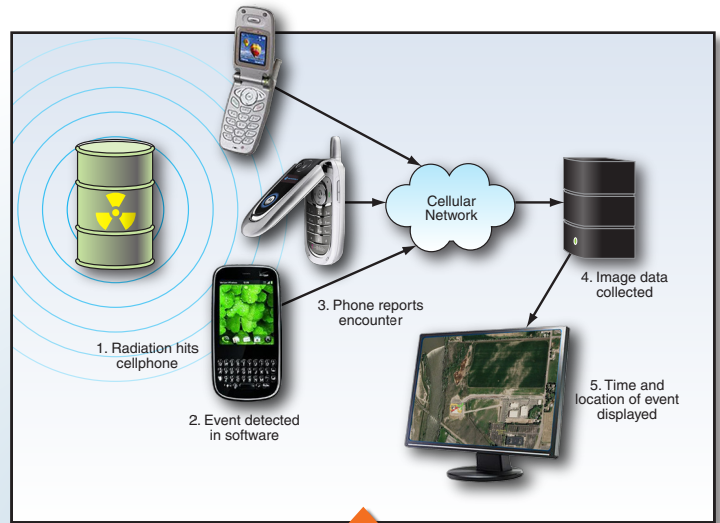 Cellular
Network
1. Radiation hits
cellphone
2. Event detected
in software
3. Phone reports
encounter
4. Image data
collected
5. Time and
location of event
displayed